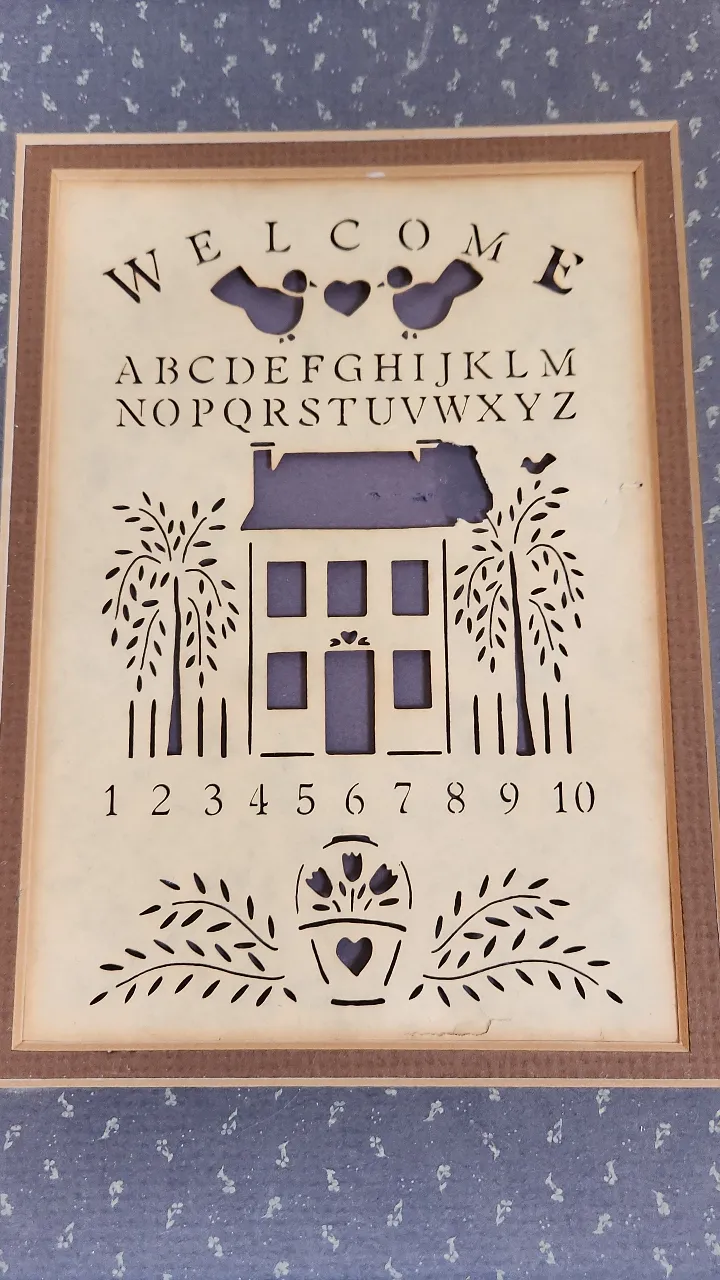 WELCOME
ABCDEFGHIJKLM
NOPQRSTUVWXYZ
1 2 3 4 5 6 7 8 9 10